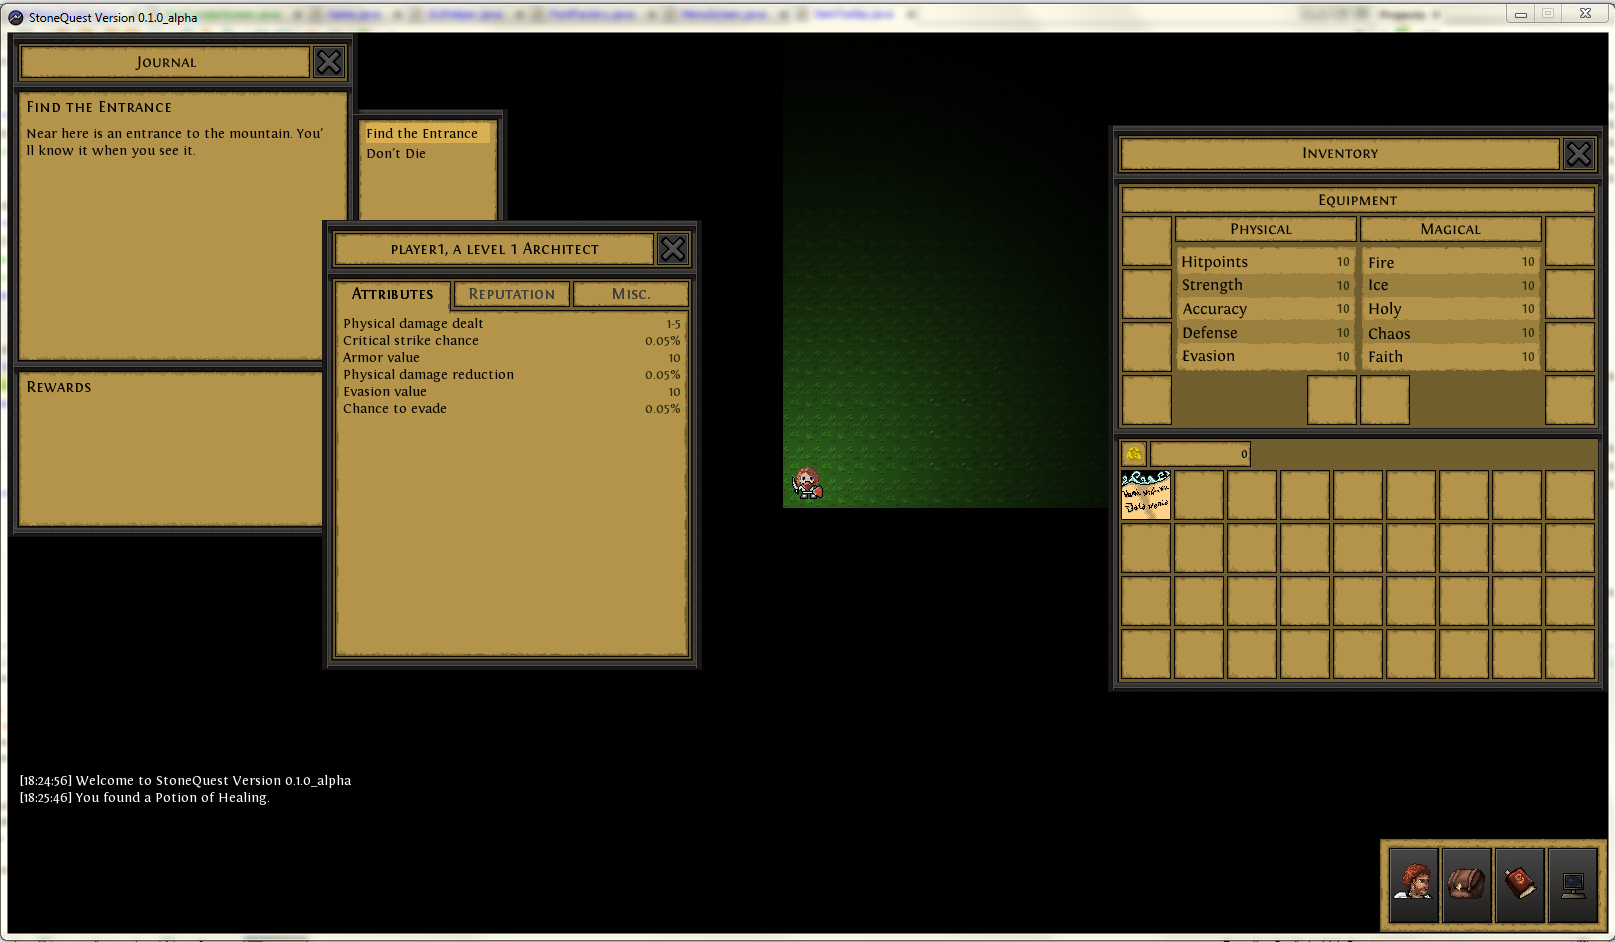 StoneQuest Version 0.1.0_alpha
Journal
Find the Entrance
Near here is an entrance to the mountain. You'
ll know it when you see it.
Rewards
Find the Entrance
Don't Die
player1, a level 1 Architect
Attributes Reputation Misc.
Physical damage dealt 1-5
Critical strike chance 0.05%
Armor value 10
Physical damage reduction 0.05%
Evasion value 10
Chance to evade 0.05%
Inventory
Equipment
Physical Magical
Hitpoints 10 Fire 10
Strength 10 Ice 10
Accuracy 10 Holy 10
Defense 10 Chaos 10
Evasion 10 Faith 10
0
[18:24:56] Welcome to StoneQuest Version 0.1.0_alpha
[18:25:46] You found a Potion of Healing.